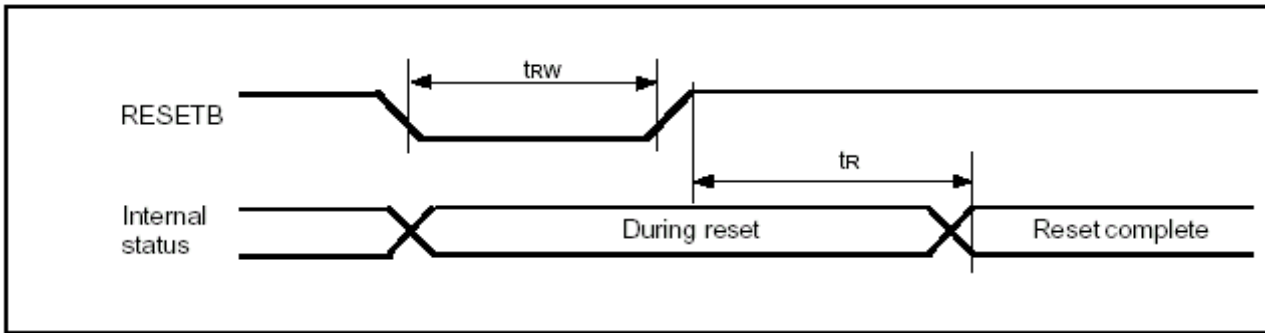 tRW
RESETB
tR
Internal
status
During reset
Reset complete